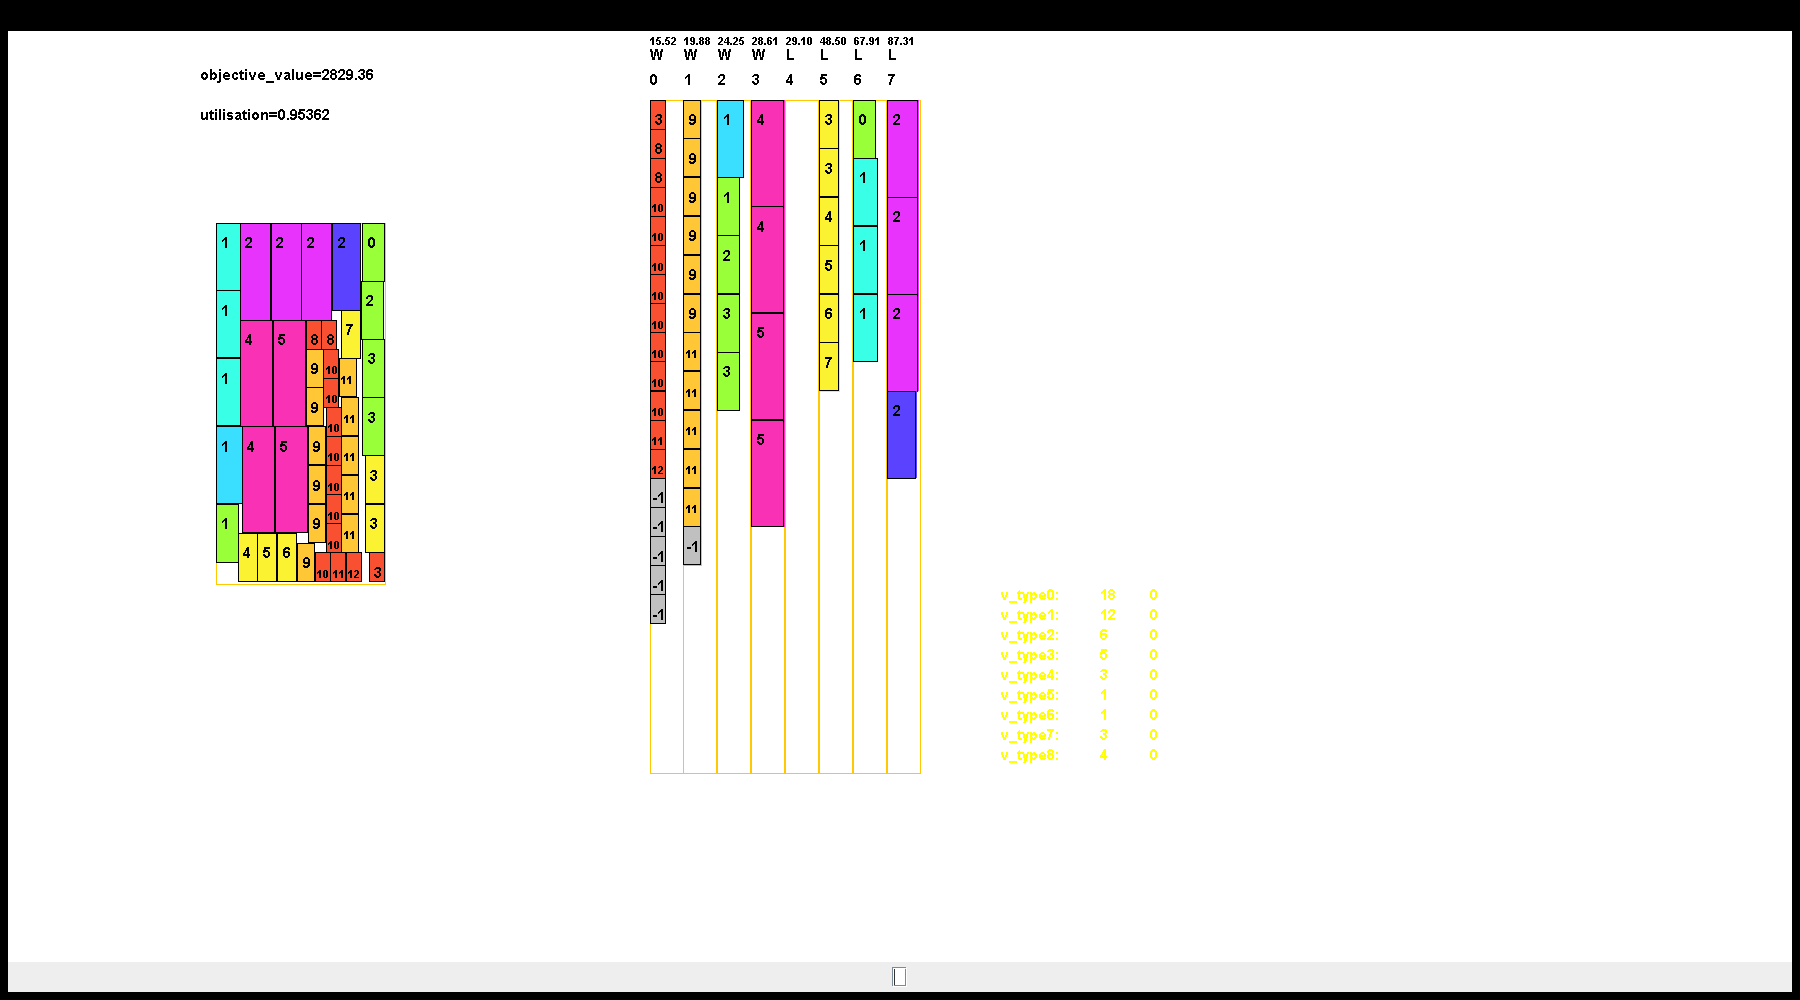 15.52 19.88 24.25 28.61 29.10 48.50 67.91 87.31
W W W W L L L L
objective_value=2829.36
0 1 2 3 4 5 6 7
utilisation=0.95362
3 9 1 4 3 0 2
8 9 3 1
8 9 1 4 4 1 2
10 9 2 5 1
10 9 3 5 6 1 2
10 9 3 7
10 11 5 2
10 11
10 11
10 11
10 11
11
12
-1 -1
-1
-1
-1
-1
1 2 2 2 2 0
1 2
4 5 8 8 7 3
1 9 10 11
9 10 11 3
1 4 5 9 10 11
9 10 11 3
1 9 10 11 3
4 5 6 9 10 11 12 3
v_type0: 18 0
v_type1: 12 0
v_type2: 6 0
v_type3: 5 0
v_type4: 3 0
v_type5: 1 0
v_type6: 1 0
v_type7: 3 0
v_type8: 4 0